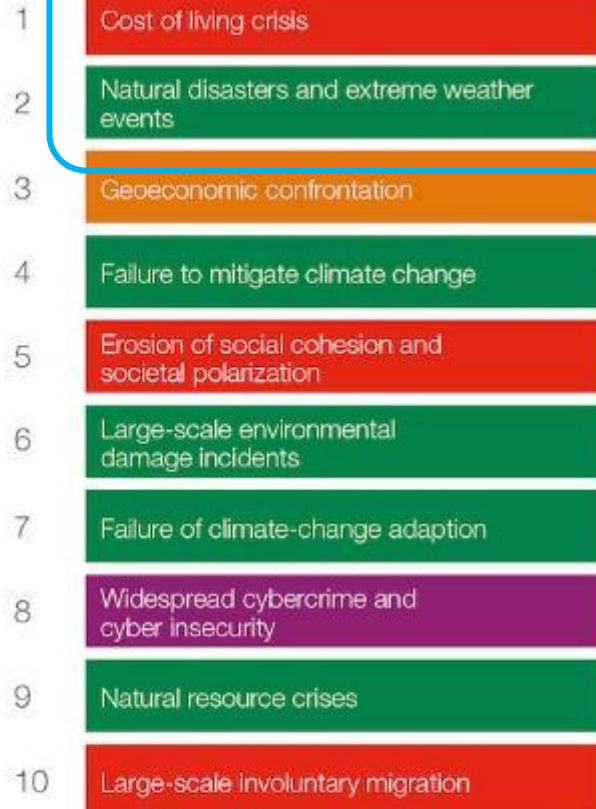 1 Cost of living crisis
2 Natural disasters and extreme weather
events
3 Geoeconomic confrontation
4 Failure to mitigate climate change
5 Erosion of social cohesion and
societal polarization
6 Large-scale environmental
damage incidents
7 Failure of climate-change adaption
8 Widespread cybercrime and
cyber insecurity
9 Natural resource crises
10 Large-scale involuntary migration